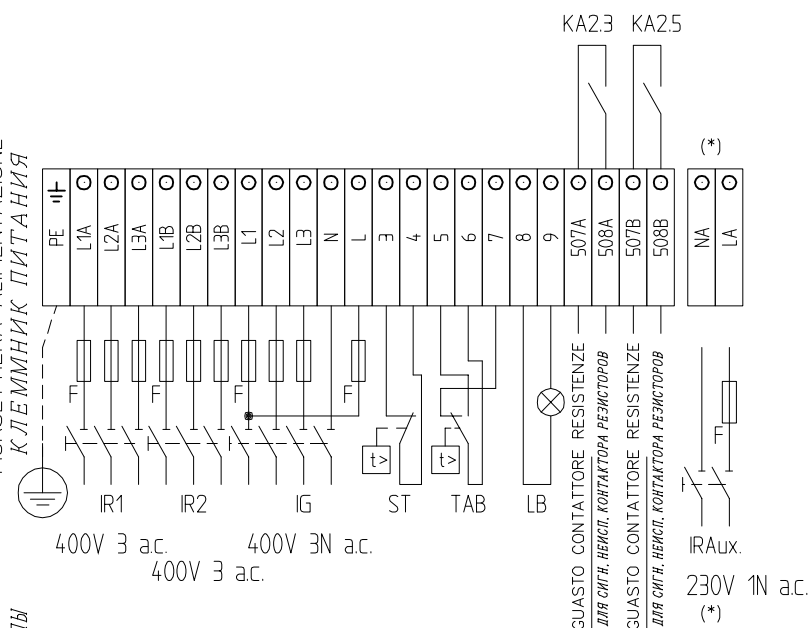 KA2.3 KA2.5
(*)
КЛЕММНИК ПИТАНИЯ
PE L1A L2A L3A L1B L2B L3B L1 L2 L3 N L 3 4 5 6 7 8 9 507A 508A 507B 508B NA LA
F F F F F
t> t>
IR1 IR2 IG ST TAB LB IRAux.
400V 3 a.c. 400V 3N a.c.
400V 3 a.c.
230V 1N a.c.
(*)
GUASTO CONTATTORE RESISTENZE
ДЛЯ СИГН. НЕИСП. КОНТАКТОРА РЕЗИСТОРОВ
GUASTO CONTATTORE RESISTENZE
ДЛЯ СИГН. НЕИСП. КОНТАКТОРА РЕЗИСТОРОВ